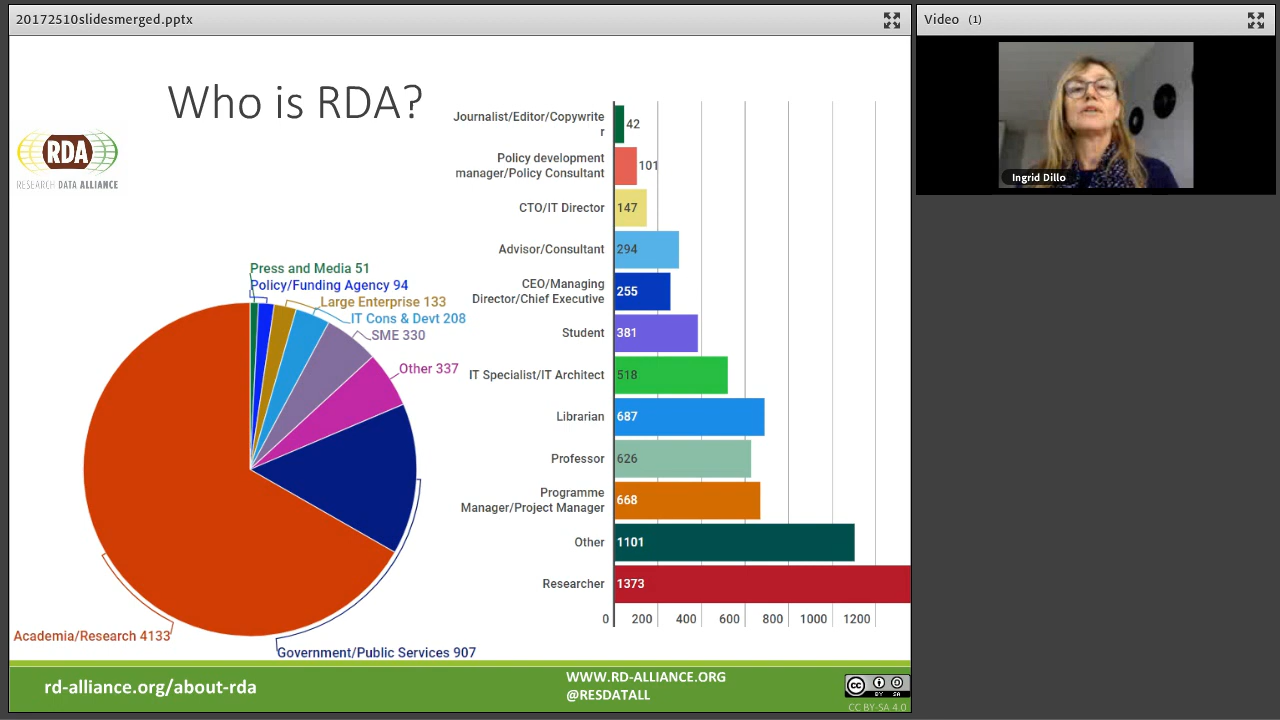 20172510slidesmerged.pptx
Video (1)
Who is RDA?
RDA
RESEARCH DATA ALLIANCE
Ingrid Dillo
Press and Media 51
Policy/Funding Agency 94
Large Enterprise 133
IT Cons & Devt 208
SME 330
Other 337
Academia/Research 4133
Government/Public Services 907
Journalist/Editor/Copywrite
r
42
Policy development
manager/Policy Consultant
101
CTO/IT Director
147
Advisor/Consultant
294
CEO/Managing
Director/Chief Executive
255
Student
381
IT Specialist/IT Architect
518
Librarian
687
Professor
626
Programme
Manager/Project Manager
668
Other
1101
Researcher
1373
0 200 400 600 800 1000 1200
rd-alliance.org/about-rda
WWW.RD-ALLIANCE.ORG
@RESDATALL
cc BY SA
CC BY-SA 4.0